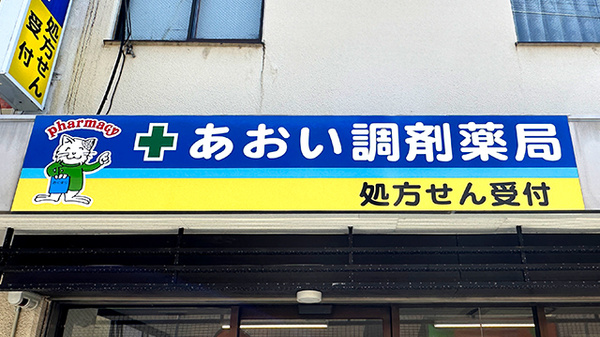 処方せん
受付
pharmacy
あおい調剤薬局
処方せん受付